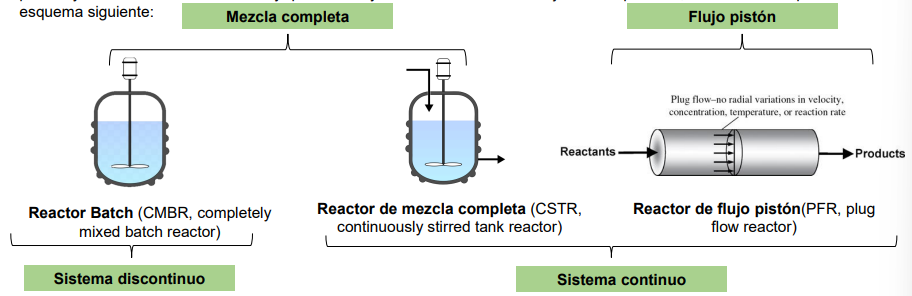 esquema siguiente:
Mezcla completa
Flujo pistón
Plug flow–no radial variations in velocity,
concentration, temperature, or reaction rate
Reactants
Products
Reactor Batch (CMBR, completely
mixed batch reactor)
Reactor de mezcla completa (CSTR,
continuously stirred tank reactor)
Reactor de flujo pistón(PFR, plug
flow reactor)
Sistema discontinuo
Sistema continuo